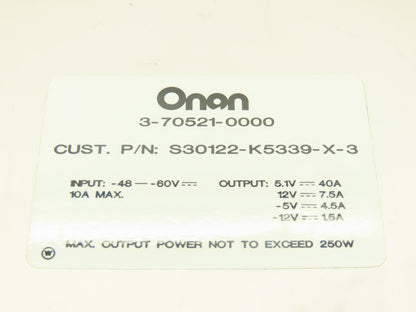 Onan
3-70521-0000
CUST. P/N: S30122-K5339-X-3
INPUT: -48 — -60V⎓ OUTPUT: 5.1V⎓ 40A
10A MAX. 12V⎓ 7.5A
-5V⎓ 4.5A
-12V⎓ 1.5A
W MAX. OUTPUT POWER NOT TO EXCEED 250W